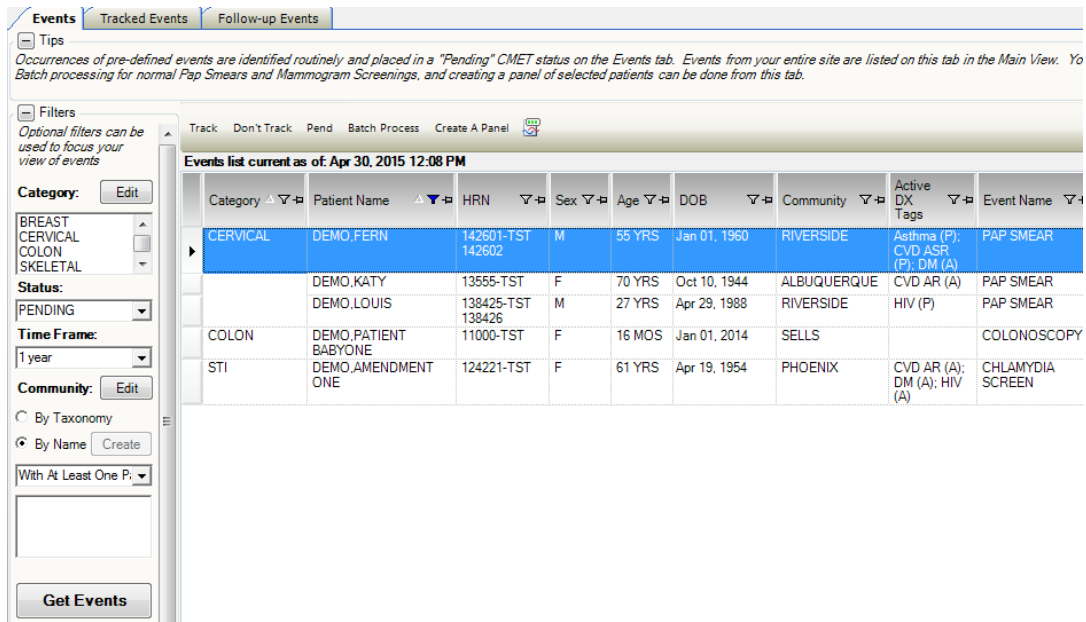 Events Tracked Events Follow-up Events
Tips
Occurrences of pre-defined events are identified routinely and placed in a "Pending" CMET status on the Events tab. Events from your entire site are listed on this tab in the Main View. Yo
Batch processing for normal Pap Smears and Mammogram Screenings, and creating a panel of selected patients can be done from this tab.
Filters
Optional filters can be
used to focus your
view of events
Category: Edit
BREAST
CERVICAL
COLON
SKELETAL
Status:
PENDING
Time Frame:
1 year
Community: Edit
By Taxonomy
By Name Create
With At Least One P
Get Events
Track Don't Track Pend Batch Process Create A Panel
Events list current as of: Apr 30, 2015 12:08 PM
Category Patient Name HRN Sex Age DOB Community Active DX Tags Event Name
CERVICAL DEMO,FERN 142601-TST M 55 YRS Jan 01, 1960 RIVERSIDE Asthma (P); PAP SMEAR
142602 CVD ASR
(P); DM (A)
DEMO,KATY 13555-TST F 70 YRS Oct 10, 1944 ALBUQUERQUE CVD AR (A) PAP SMEAR
DEMO,LOUIS 138425-TST M 27 YRS Apr 29, 1988 RIVERSIDE HIV (P) PAP SMEAR
138426
COLON DEMO,PATIENT 11000-TST F 16 MOS Jan 01, 2014 SELLS COLONOSCOPY
BABYONE
STI DEMO,AMENDMENT 124221-TST F 61 YRS Apr 19, 1954 PHOENIX CVD AR (A); CHLAMYDIA
ONE DM (A); HIV SCREEN
(A)